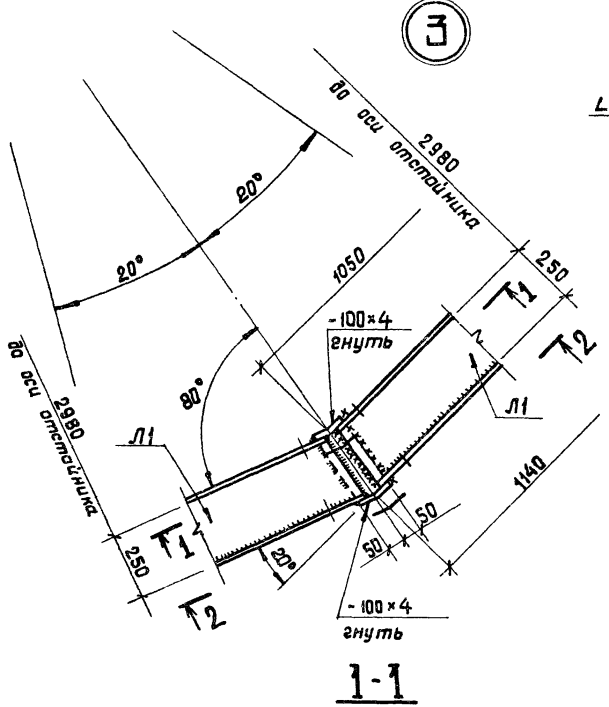 3
L
2980
до оси отстойника
20°
20°
1050
250
1
2
-100×4
гнуть
80°
2980
до оси отстойника
Л1
Л1
1140
1
250
2
20°
50
50
-100×4
гнуть
1-1